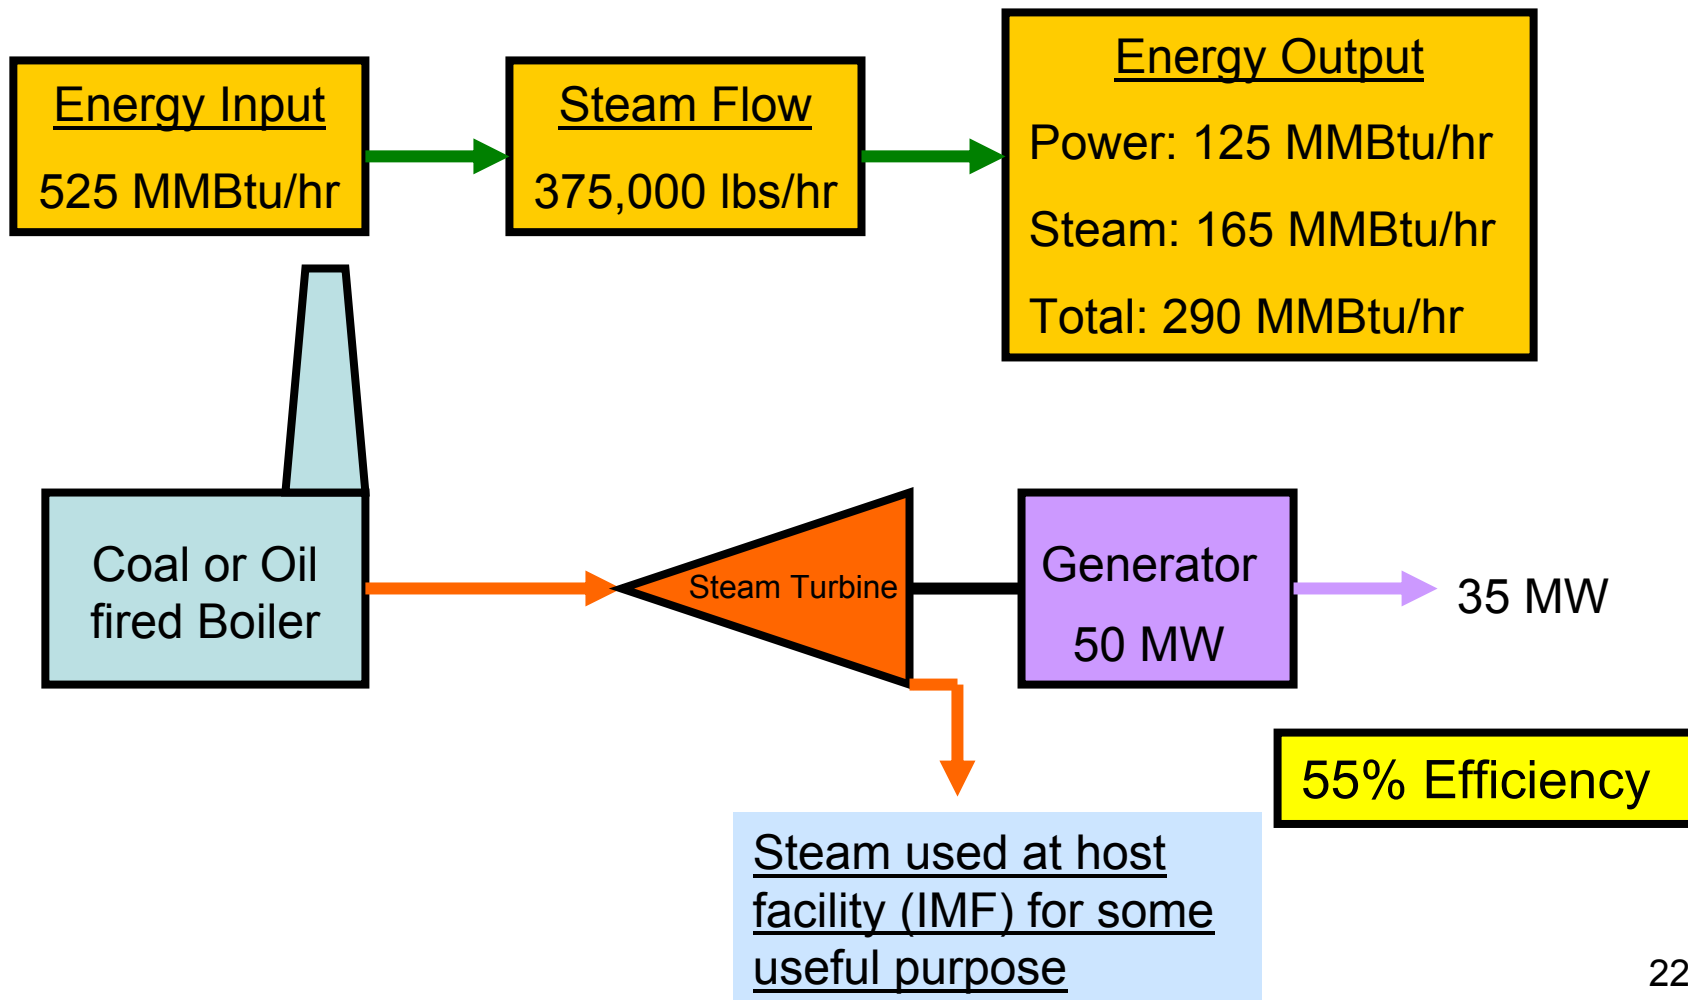 Energy Input
525 MMBtu/hr
Steam Flow
375,000 lbs/hr
Energy Output
Power: 125 MMBtu/hr
Steam: 165 MMBtu/hr
Total: 290 MMBtu/hr
Coal or Oil
fired Boiler
Steam Turbine
Generator
50 MW
35 MW
55% Efficiency
Steam used at host
facility (IMF) for some
useful purpose
22